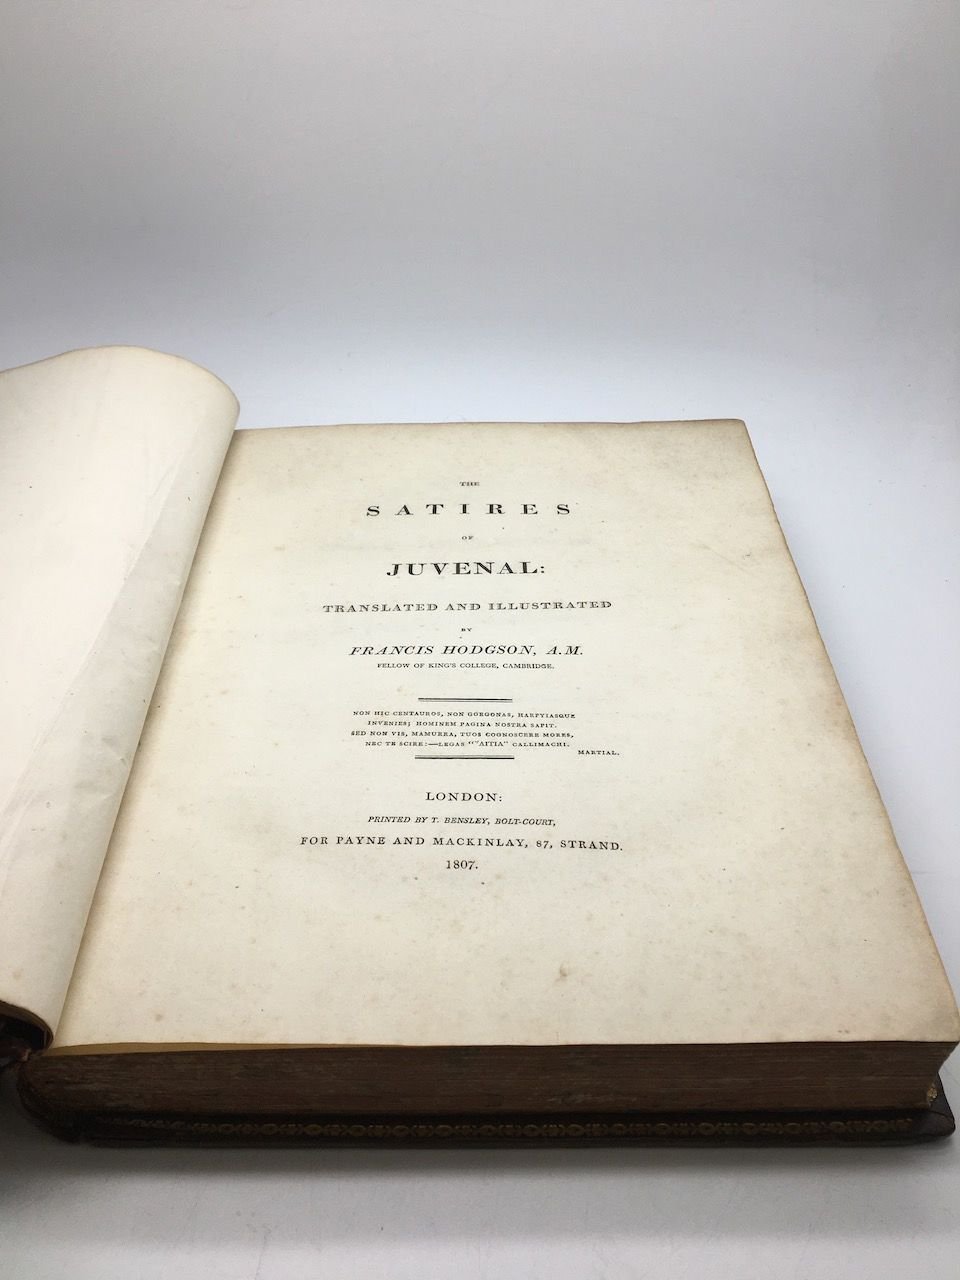 THE
SATIRES
OF
JUVENAL:
TRANSLATED AND ILLUSTRATED
BY
FRANCIS HODGSON, A.M.
FELLOW OF KING'S COLLEGE, CAMBRIDGE.
NON HIC CENTAUROS, NON GORGONAS, HARPYIASQUE
INVENIES; HOMINEM PAGINA NOSTRA SAPIT.
SED NON VIS, MAMURRA, TUOS COGNOSCERE MORES,
NEC TE SCIRE:—LEGAS "ΑΙΤΙΑ" CALLIMACHI.
MARTIAL.
LONDON:
PRINTED BY T. BENSLEY, BOLT-COURT,
FOR PAYNE AND MACKINLAY, 87, STRAND.
1807.